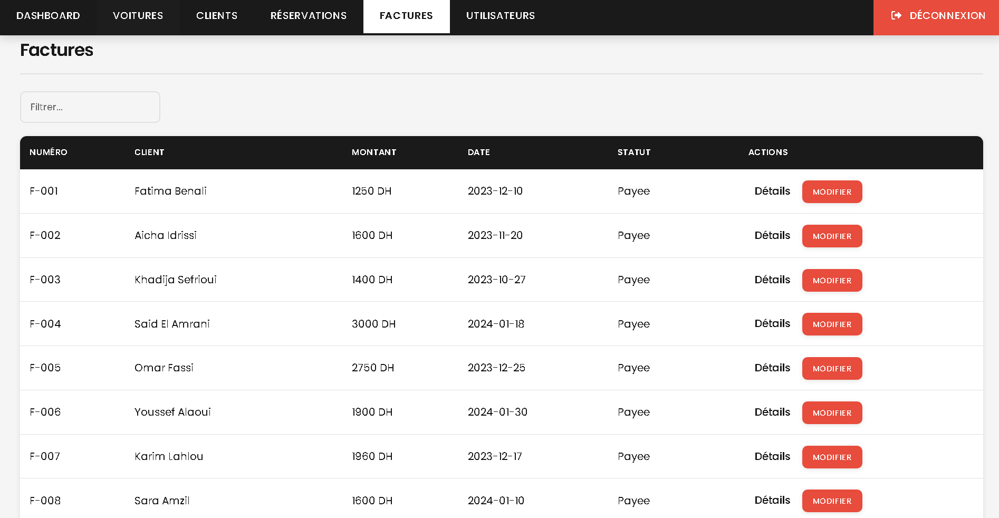 DASHBOARD VOITURES CLIENTS RÉSERVATIONS FACTURES UTILISATEURS DÉCONNEXION
Factures
Filtrer...
NUMÉRO CLIENT MONTANT DATE STATUT ACTIONS
F-001 Fatima Benali 1250 DH 2023-12-10 Payee Détails MODIFIER
F-002 Aicha Idrissi 1600 DH 2023-11-20 Payee Détails MODIFIER
F-003 Khadija Sefrioui 1400 DH 2023-10-27 Payee Détails MODIFIER
F-004 Said El Amrani 3000 DH 2024-01-18 Payee Détails MODIFIER
F-005 Omar Fassi 2750 DH 2023-12-25 Payee Détails MODIFIER
F-006 Youssef Alaoui 1900 DH 2024-01-30 Payee Détails MODIFIER
F-007 Karim Lahlou 1960 DH 2023-12-17 Payee Détails MODIFIER
F-008 Sara Amzil 1600 DH 2024-01-10 Payee Détails MODIFIER